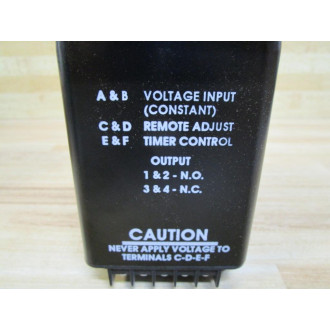 A & B VOLTAGE INPUT
(CONSTANT)
C & D REMOTE ADJUST
E & F TIMER CONTROL
OUTPUT
1 & 2 - N.O.
3 & 4 - N.C.
CAUTION
NEVER APPLY VOLTAGE TO
TERMINALS C-D-E-F